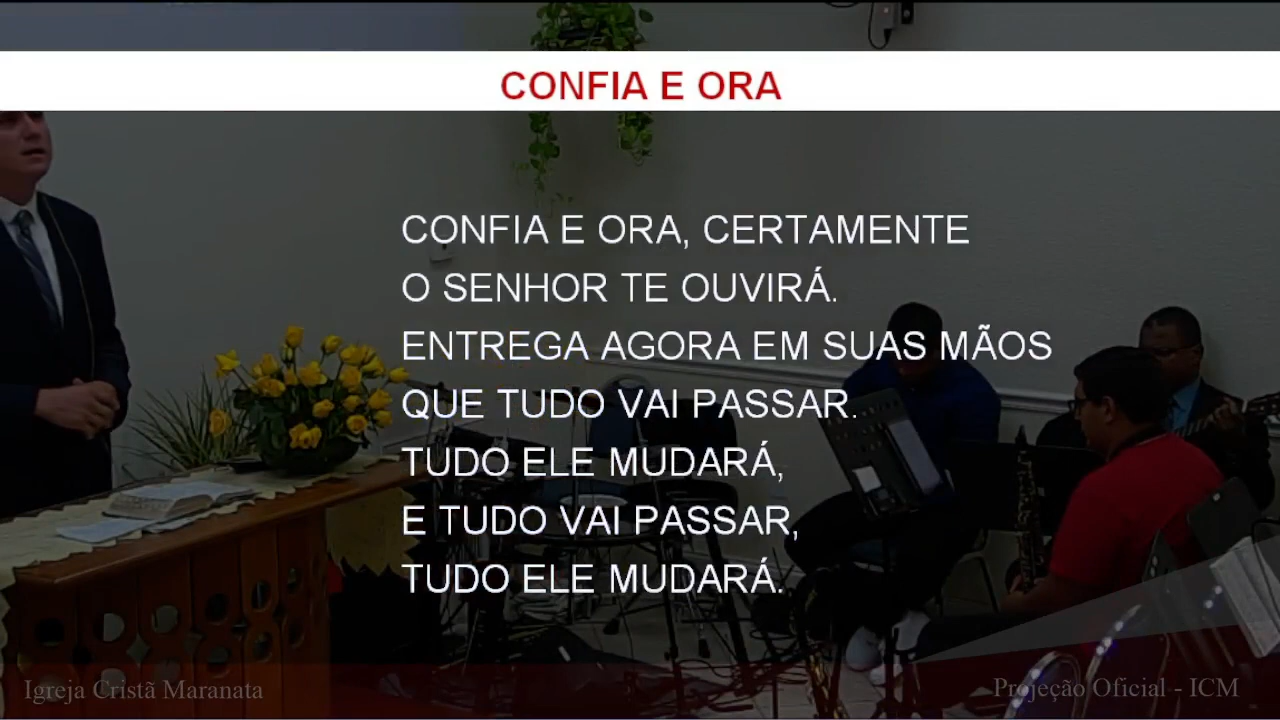 CONFIA E ORA
CONFIA E ORA, CERTAMENTE
O SENHOR TE OUVIRÁ.
ENTREGA AGORA EM SUAS MÃOS
QUE TUDO VAI PASSAR.
TUDO ELE MUDARÁ,
E TUDO VAI PASSAR,
TUDO ELE MUDARÁ.
Igreja Cristã Maranata
Projeção Oficial - ICM